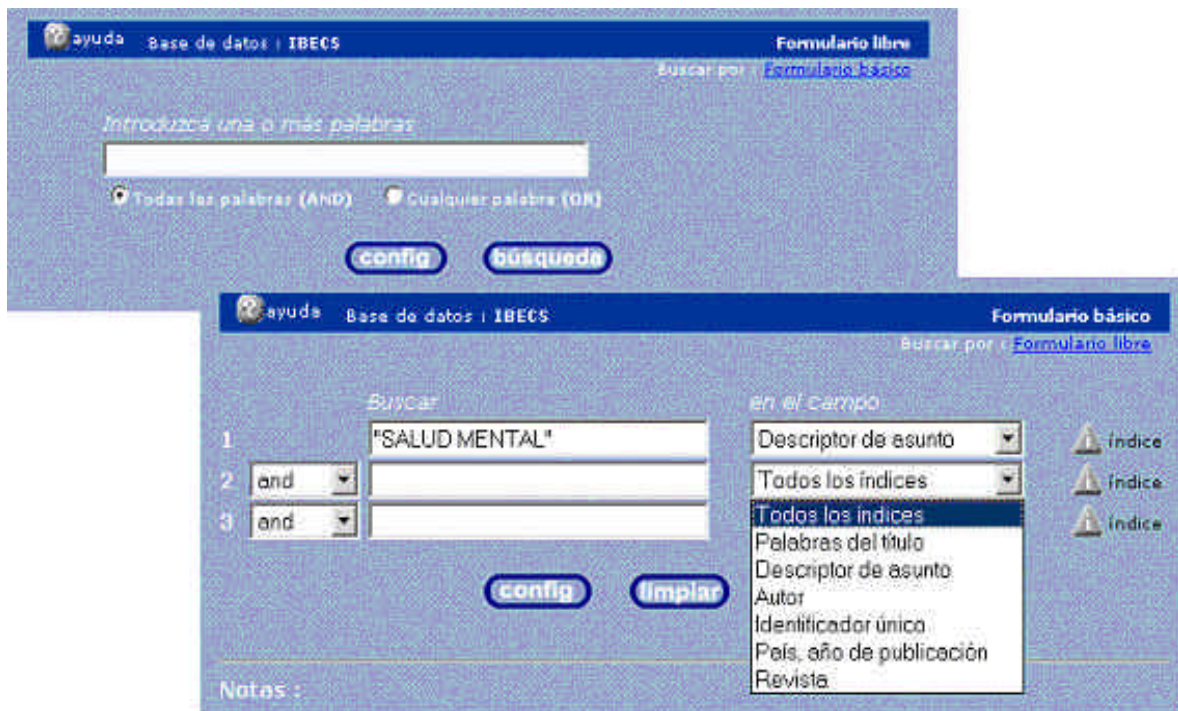 ayuda Base de datos : IBECS Formulario libre
Buscar por : Formulario básico
Introduzca una o más palabras
Todas las palabras (AND) Cualquier palabra (OR)
config búsqueda
ayuda Base de datos : IBECS Formulario básico
Buscar por : Formulario libre
Buscar en el campo
1 "SALUD MENTAL" Descriptor de asunto índice
2 and Todos los índices índice
3 and índice
Todos los índices
Palabras del título
Descriptor de asunto
Autor
Identificador único
País, año de publicación
Revista
config limpiar
Notas :